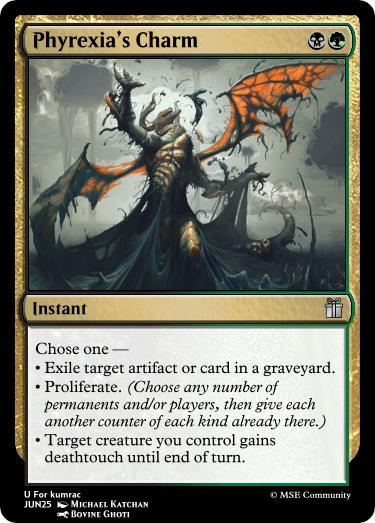 Phyrexia's Charm
Instant
Chose one —
• Exile target artifact or card in a graveyard.
• Proliferate. (Choose any number of
permanents and/or players, then give each
another counter of each kind already there.)
• Target creature you control gains
deathtouch until end of turn.
U For kumrac
JUN25 Michael Katchan
Bovine Ghoti
© MSE Community